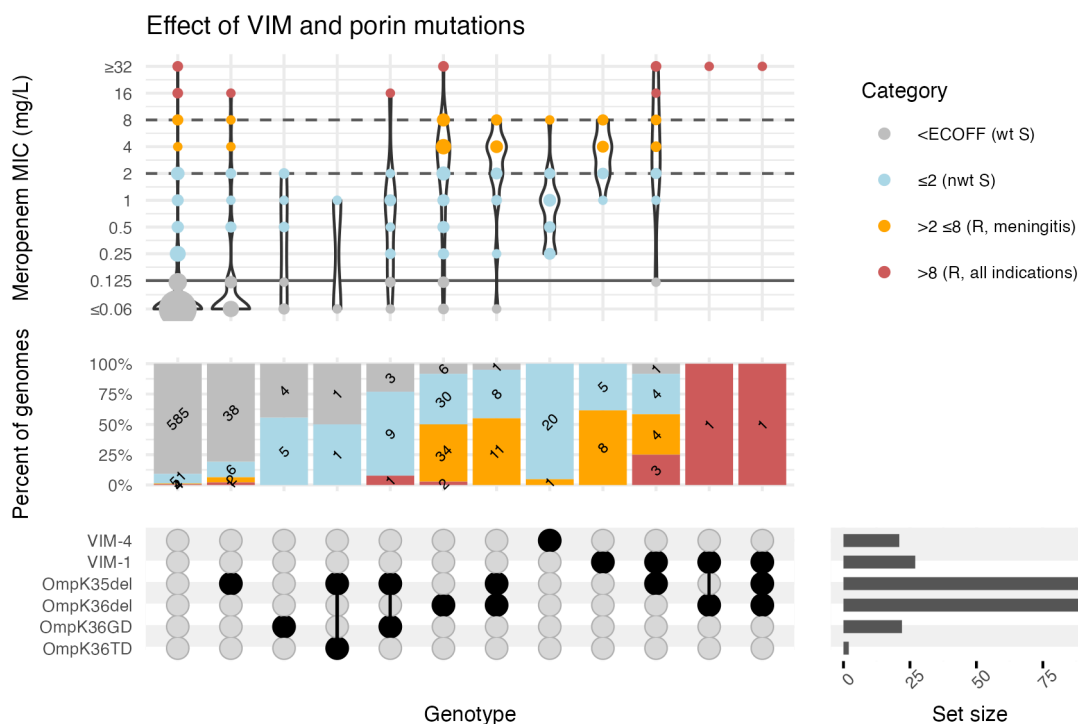 Effect of VIM and porin mutations
Meropenem MIC (mg/L)
≥32
16
8
4
2
1
0.5
0.25
0.125
≤0.06
Category
<ECOFF (wt S)
≤2 (nwt S)
>2 ≤8 (R, meningitis)
>8 (R, all indications)
Percent of genomes
100%
75%
50%
25%
0%
585 38 4 1 3 6 1 20 5 1 1 1
51 6 5 1 9 30 8 1 8 4
2 1 34 11 4
1 2 3
VIM-4
VIM-1
OmpK35del
OmpK36del
OmpK36GD
OmpK36TD
0 25 50 75
Genotype
Set size